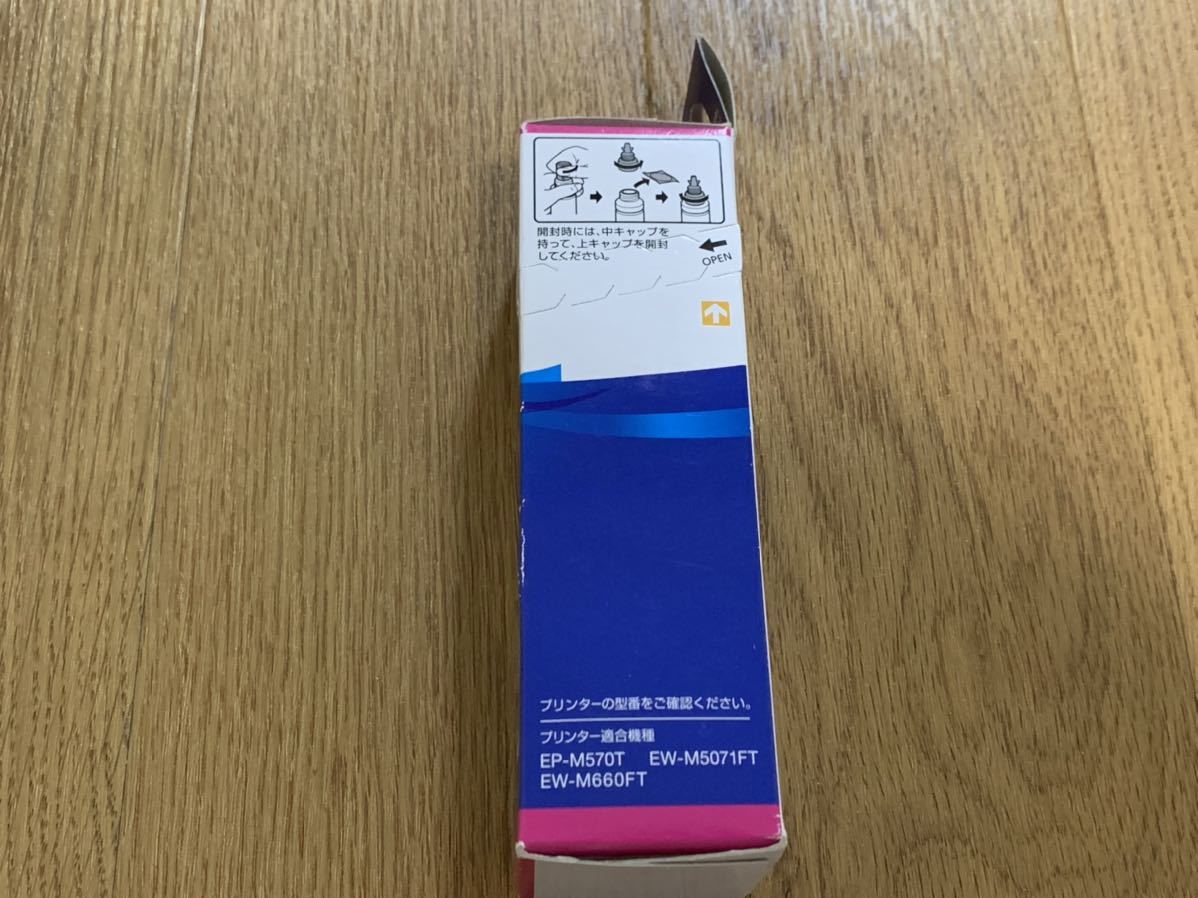 開封時には、中キャップを
持って、上キャップを開封
してください。
OPEN
プリンターの型番をご確認ください。
プリンター適合機種
EP-M570T EW-M5071FT
EW-M660FT